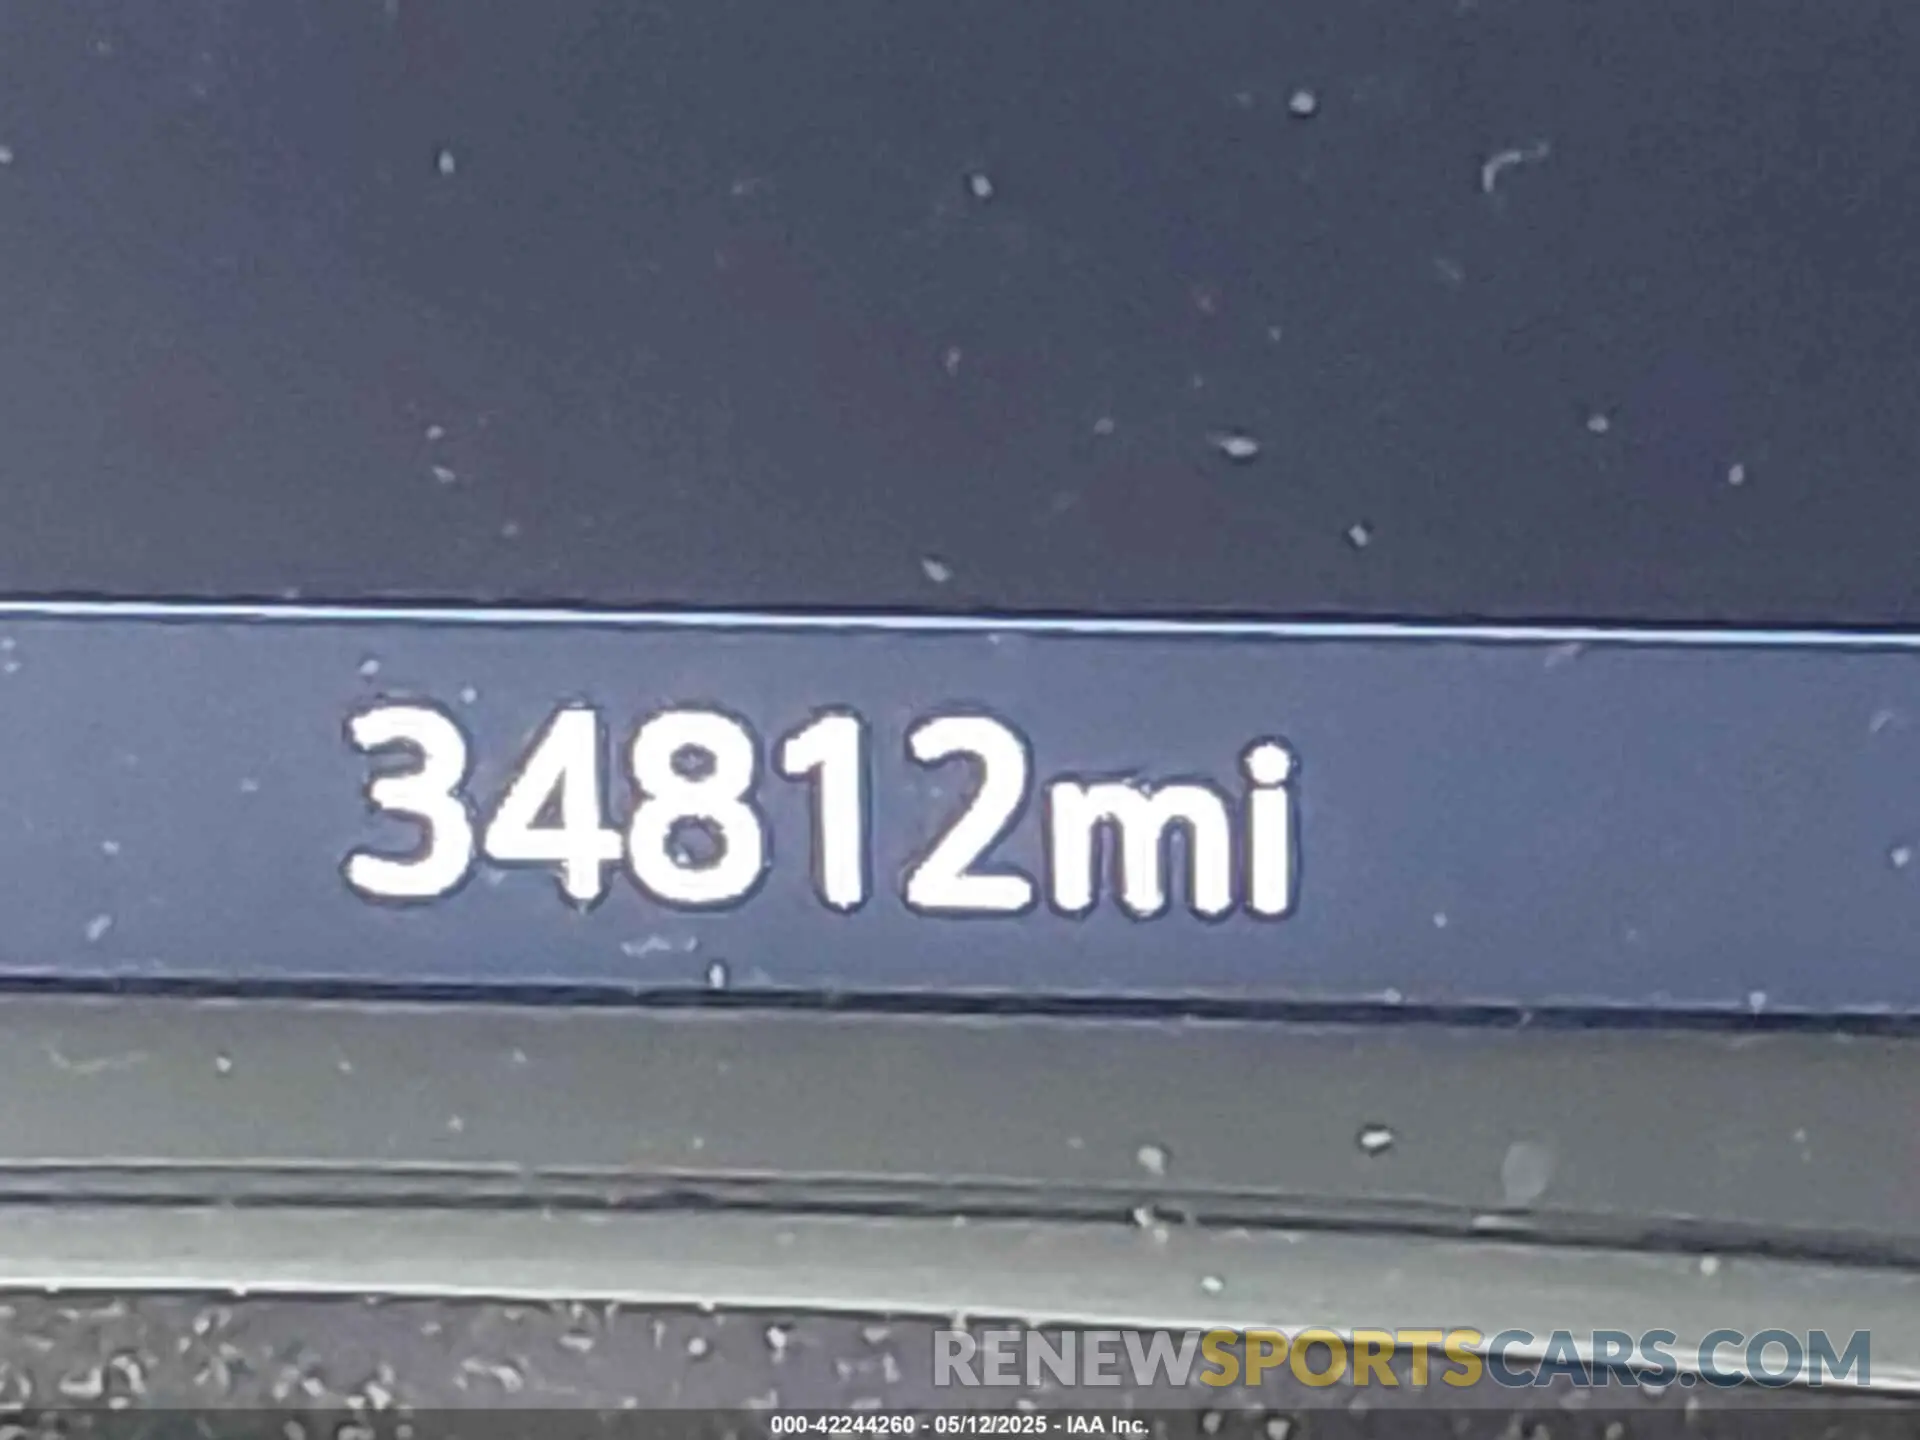 34812mi
RENEWSPORTSCARS.COM
000-42244260 - 05/12/2025 - IAA Inc.